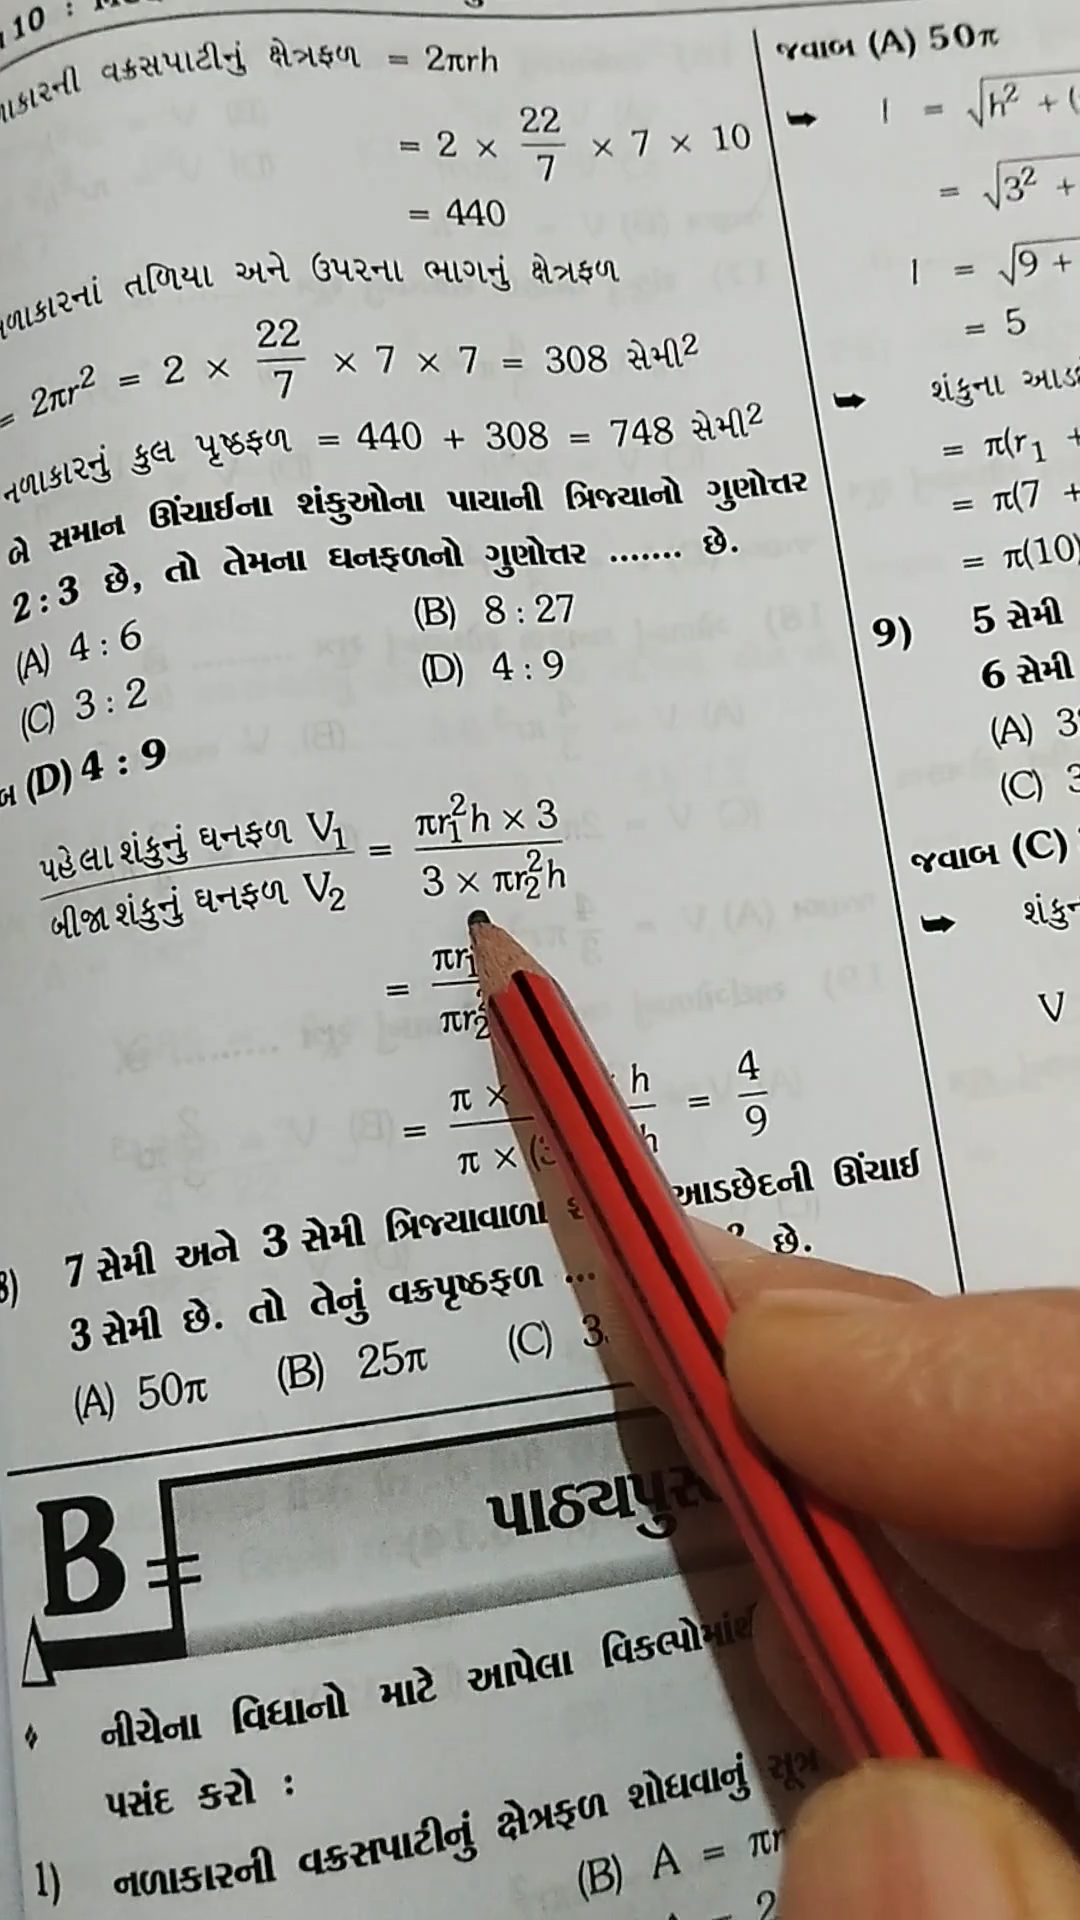 10 :
વક્રસપાટીનું ક્ષેત્રફળ = 2πrh
= 2 × 22/7 × 7 × 10
= 440
તળિયા અને ઉપરના ભાગનું ક્ષેત્રફળ
= 2πr² = 2 × 22/7 × 7 × 7 = 308 સેમી²
નળાકારનું કુલ પૃષ્ઠફળ = 440 + 308 = 748 સેમી²
બે સમાન ઊંચાઈના શંકુઓના પાયાની ત્રિજ્યાનો ગુણોત્તર
2 : 3 છે, તો તેમના ઘનફળનો ગુણોત્તર ....... છે.
(A) 4 : 6 (B) 8 : 27
(C) 3 : 2 (D) 4 : 9
(D) 4 : 9
પહેલા શંકુનું ઘનફળ V₁ / બીજા શંકુનું ઘનફળ V₂ = πr₁²h × 3 / 3 × πr₂²h
= πr₁ / πr₂²
= π × h / π × (3 h = 4/9
7 સેમી અને 3 સેમી ત્રિજ્યાવાળા આડછેદની ઊંચાઈ
3 સેમી છે. તો તેનું વક્રપૃષ્ઠફળ ... છે.
(A) 50π (B) 25π (C) 3
B
નીચેના વિધાનો માટે આપેલા વિકલ્પોમાંથી
પસંદ કરો :
1) નળાકારની વક્રસપાટીનું ક્ષેત્રફળ શોધવાનું સૂત્ર
(B) A = πr
જવાબ (A) 50π
➡ l = √h² + (
= √3² +
l = √9 +
= 5
➡ શંકુના
= π(r₁ +
= π(7 +
= π(10)
9) 5 સેમી
6 સેમી
(A) 3
(C) 3
જવાબ (C)
➡
V